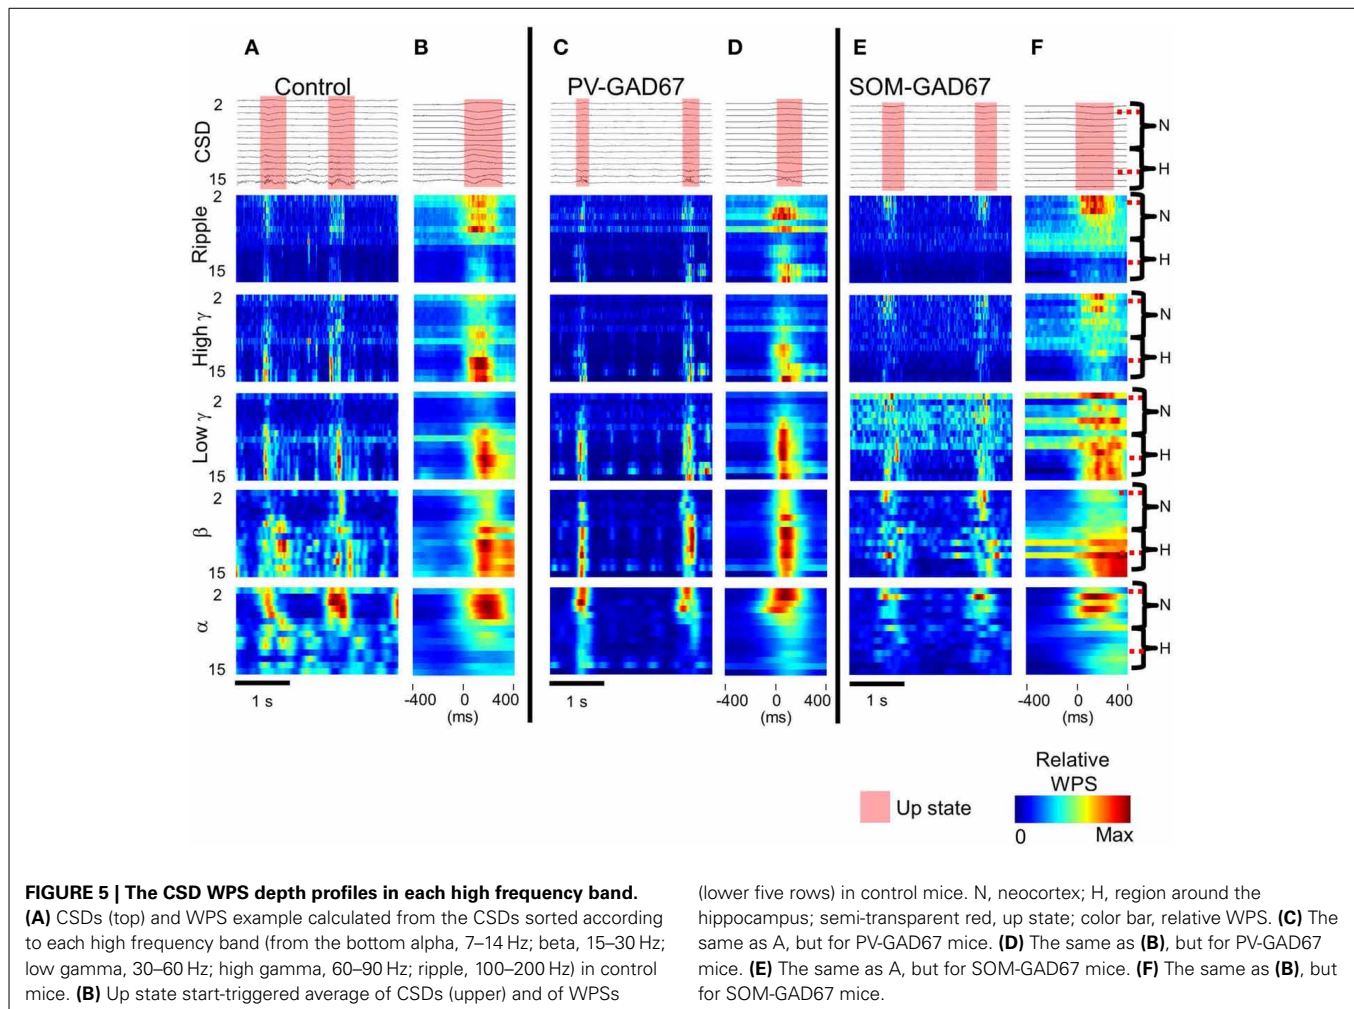 A B C D E F
Control PV-GAD67 SOM-GAD67
2
CSD
15
N
H
2
Ripple
15
N
H
2
High γ
15
N
H
2
Low γ
15
N
H
2
β
15
N
H
2
α
15
N
H
1 s -400 0 400 (ms) 1 s -400 0 400 (ms) 1 s -400 0 400 (ms)
Relative WPS
Up state
0 Max
FIGURE 5 | The CSD WPS depth profiles in each high frequency band.
(A) CSDs (top) and WPS example calculated from the CSDs sorted according
to each high frequency band (from the bottom alpha, 7–14 Hz; beta, 15–30 Hz;
low gamma, 30–60 Hz; high gamma, 60–90 Hz; ripple, 100–200 Hz) in control
mice. (B) Up state start-triggered average of CSDs (upper) and of WPSs
(lower five rows) in control mice. N, neocortex; H, region around the
hippocampus; semi-transparent red, up state; color bar, relative WPS. (C) The
same as A, but for PV-GAD67 mice. (D) The same as (B), but for PV-GAD67
mice. (E) The same as A, but for SOM-GAD67 mice. (F) The same as (B), but
for SOM-GAD67 mice.